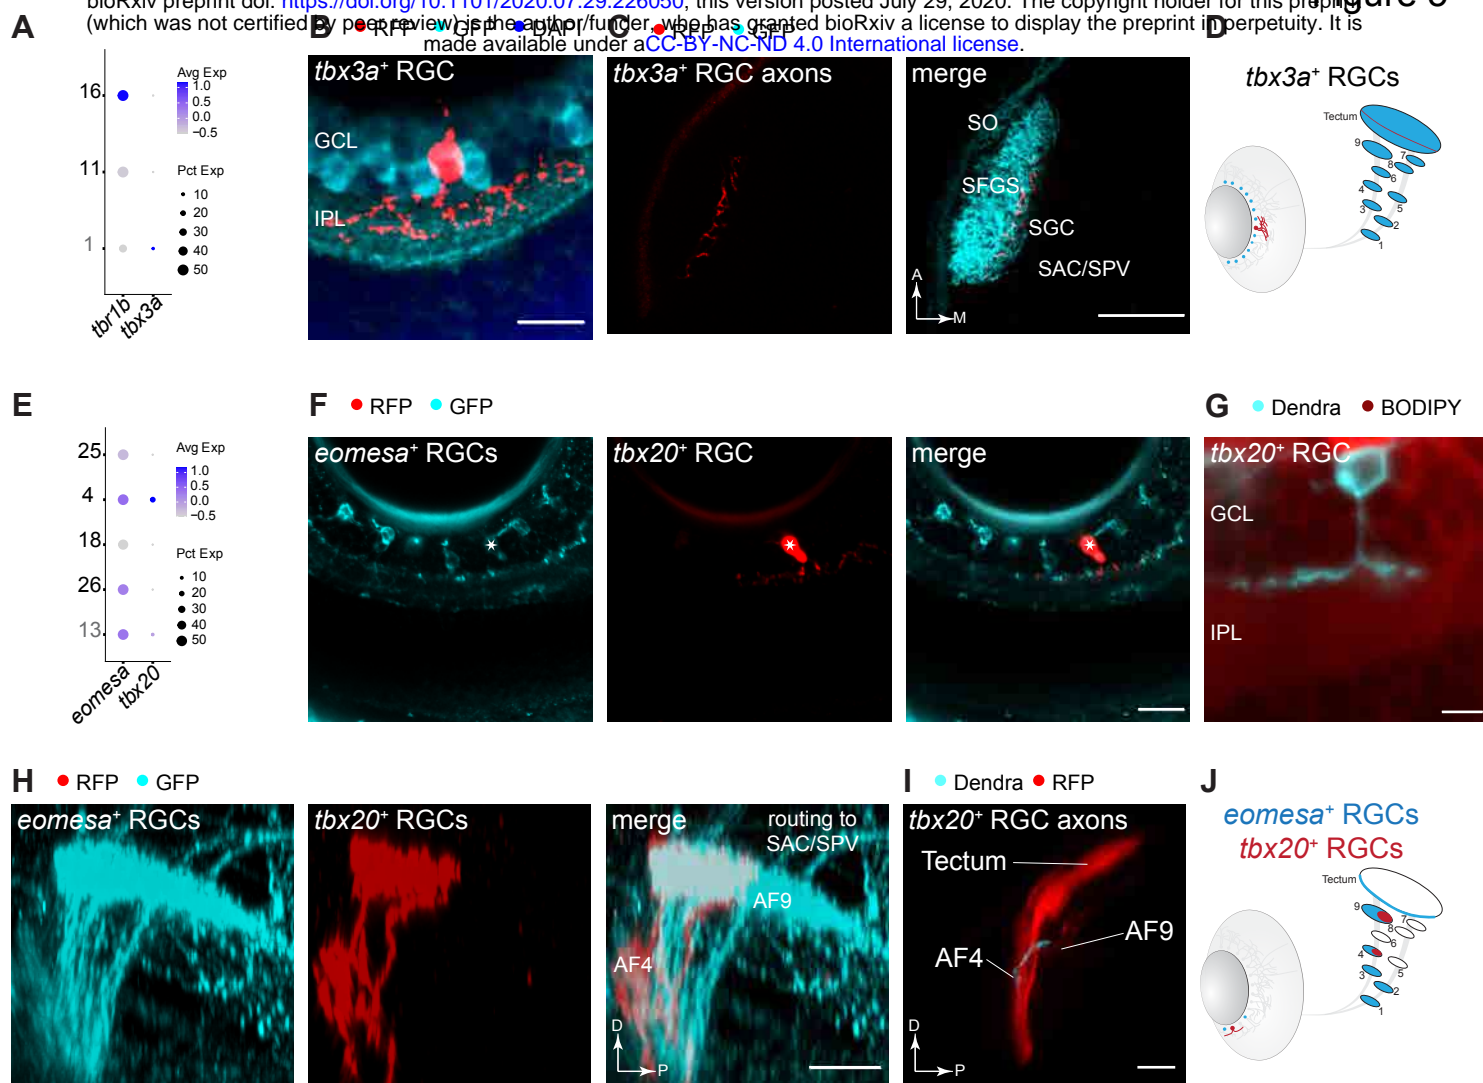 bioRxiv preprint doi: https://doi.org/10.1101/2020.07.29.226050; this version posted July 29, 2020. The copyright holder for this preprint
(which was not certified by peer review) is the author/funder, who has granted bioRxiv a license to display the preprint in perpetuity. It is
made available under aCC-BY-NC-ND 4.0 International license.
A
16
11
1
tbr1b
tbx3a
Avg Exp
1.0
0.5
0.0
−0.5
Pct Exp
10
20
30
40
50
B
RFP GFP DAPI
tbx3a+ RGC
GCL
IPL
C
RFP GFP
tbx3a+ RGC axons
merge
SO
SFGS
SGC
SAC/SPV
A
M
D
tbx3a+ RGCs
Tectum
9
7
8
6
4
3
5
2
1
E
25
4
18
26
13
eomesa
tbx20
Avg Exp
1.0
0.5
0.0
−0.5
Pct Exp
10
20
30
40
50
F
RFP GFP
eomesa+ RGCs
tbx20+ RGC
merge
G
Dendra BODIPY
tbx20+ RGC
GCL
IPL
H
RFP GFP
eomesa+ RGCs
tbx20+ RGCs
merge
routing to
SAC/SPV
AF9
AF4
D
P
I
Dendra RFP
tbx20+ RGC axons
Tectum
AF9
AF4
D
P
J
eomesa+ RGCs
tbx20+ RGCs
Tectum
9
7
8
6
4
3
5
2
1